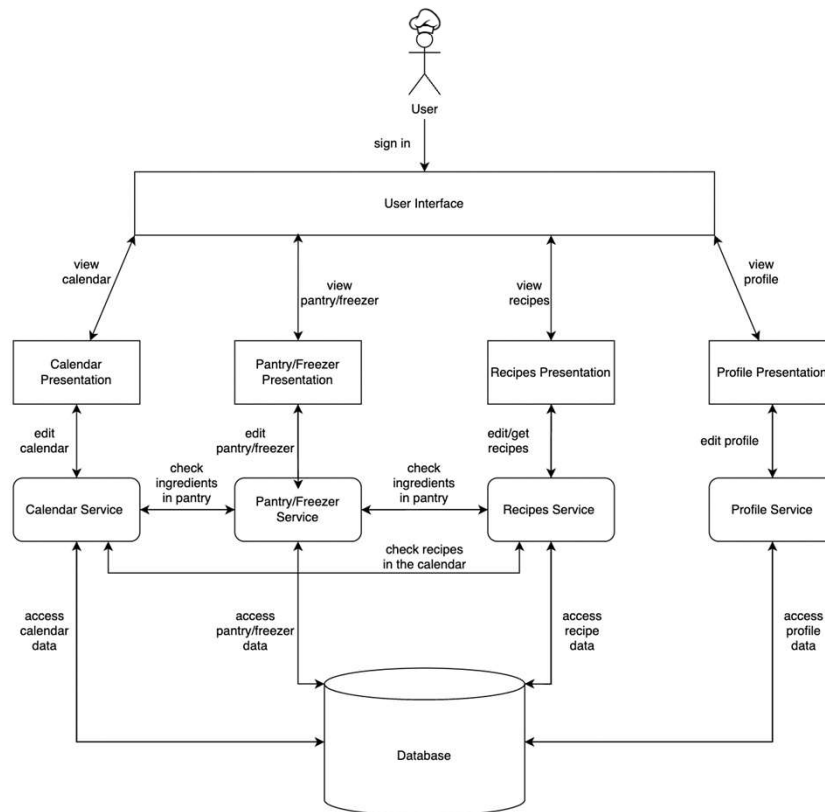 User
sign in
User Interface
view
calendar
view
pantry/freezer
view
recipes
view
profile
Calendar
Presentation
Pantry/Freezer
Presentation
Recipes Presentation
Profile Presentation
edit
calendar
edit
pantry/freezer
edit/get
recipes
edit profile
check
ingredients
in pantry
check
ingredients
in pantry
Calendar Service
Pantry/Freezer
Service
Recipes Service
Profile Service
check recipes
in the calendar
access
calendar
data
access
pantry/freezer
data
access
recipe
data
access
profile
data
Database